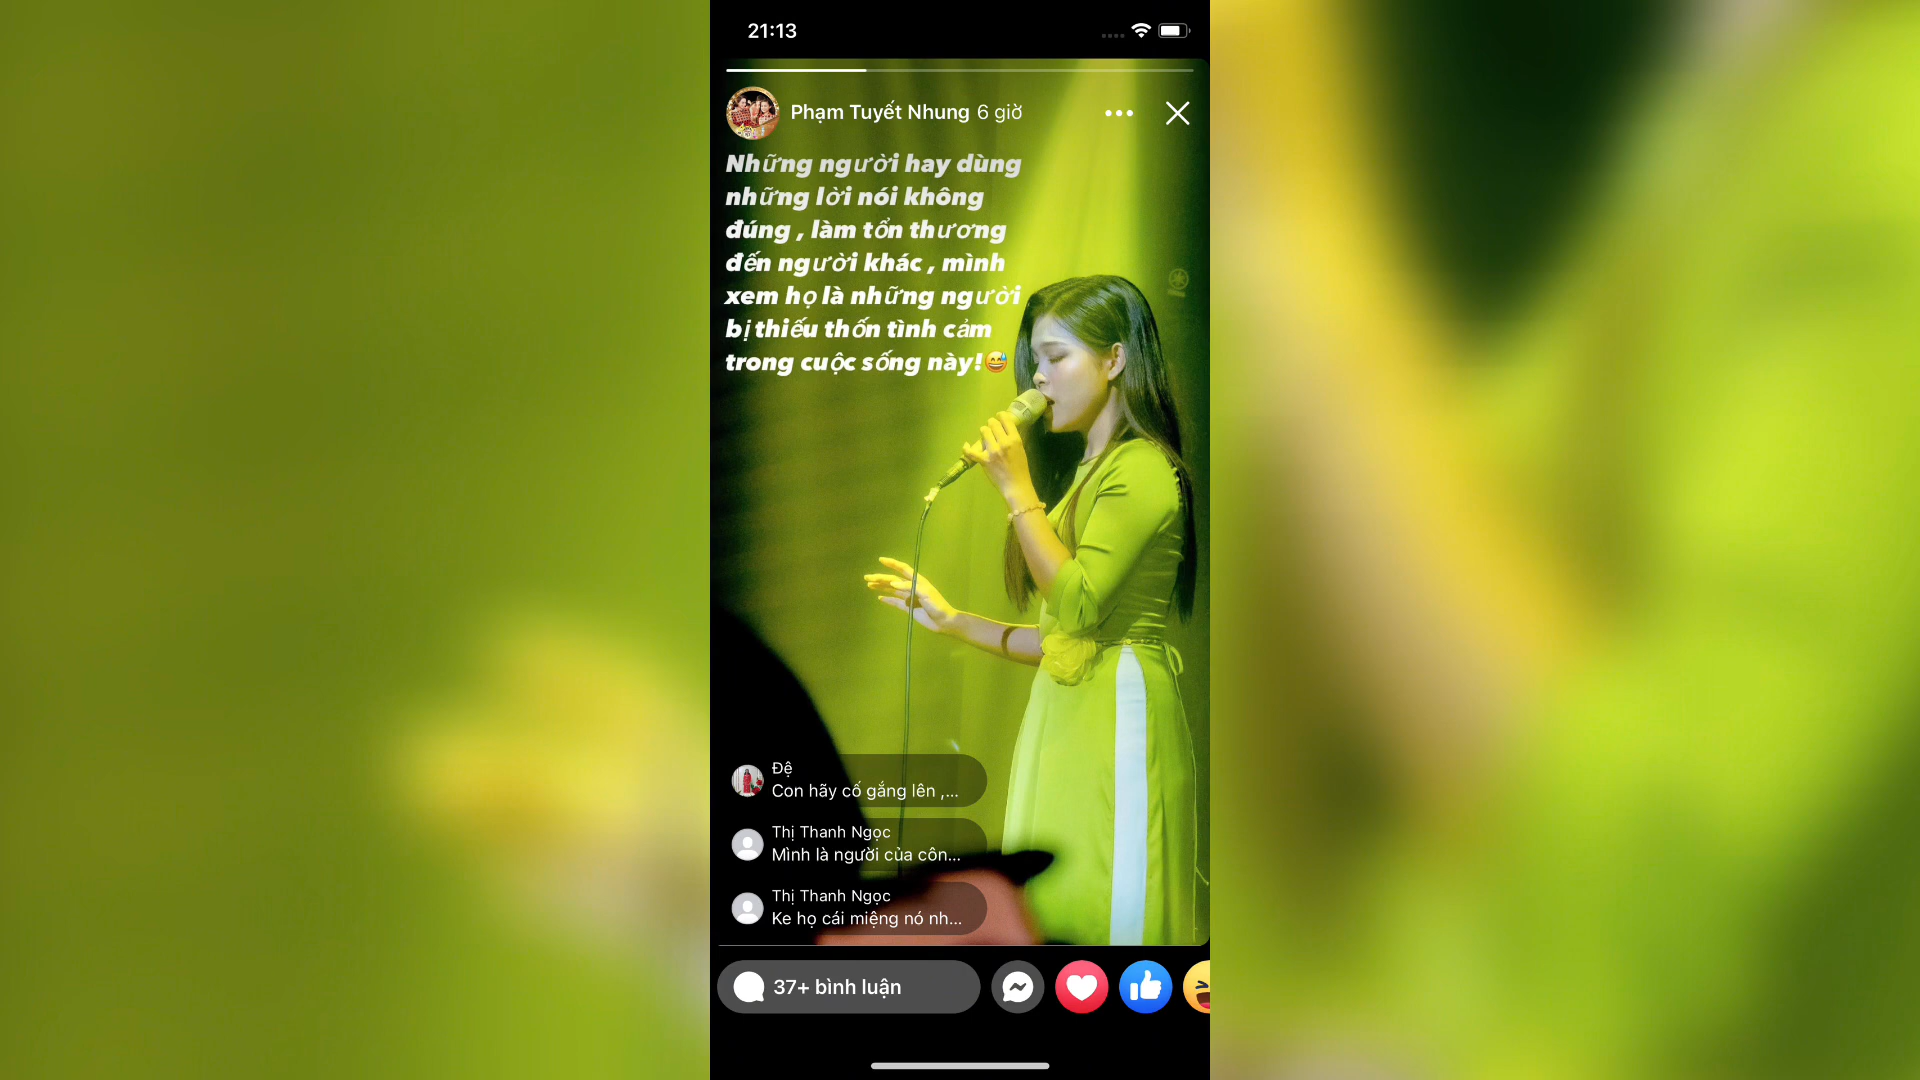 21:13
Phạm Tuyết Nhung 6 giờ
Những người hay dùng
những lời nói không
đúng , làm tổn thương
đến người khác , mình
xem họ là những người
bị thiếu thốn tình cảm
trong cuộc sống này!😅
Đệ
Con hãy cố gắng lên ,...
Thị Thanh Ngọc
Mình là người của côn...
Thị Thanh Ngọc
Ke họ cái miệng nó nh...
37+ bình luận